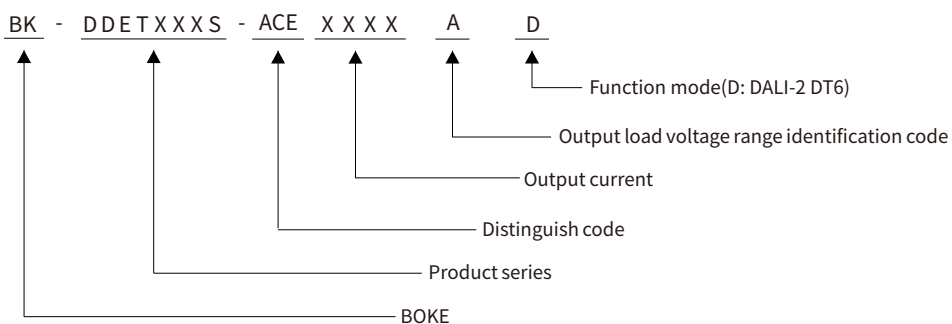 BK - DDETXXXS - ACE XXXX A D
Function mode(D: DALI-2 DT6)
Output load voltage range identification code
Output current
Distinguish code
Product series
BOKE